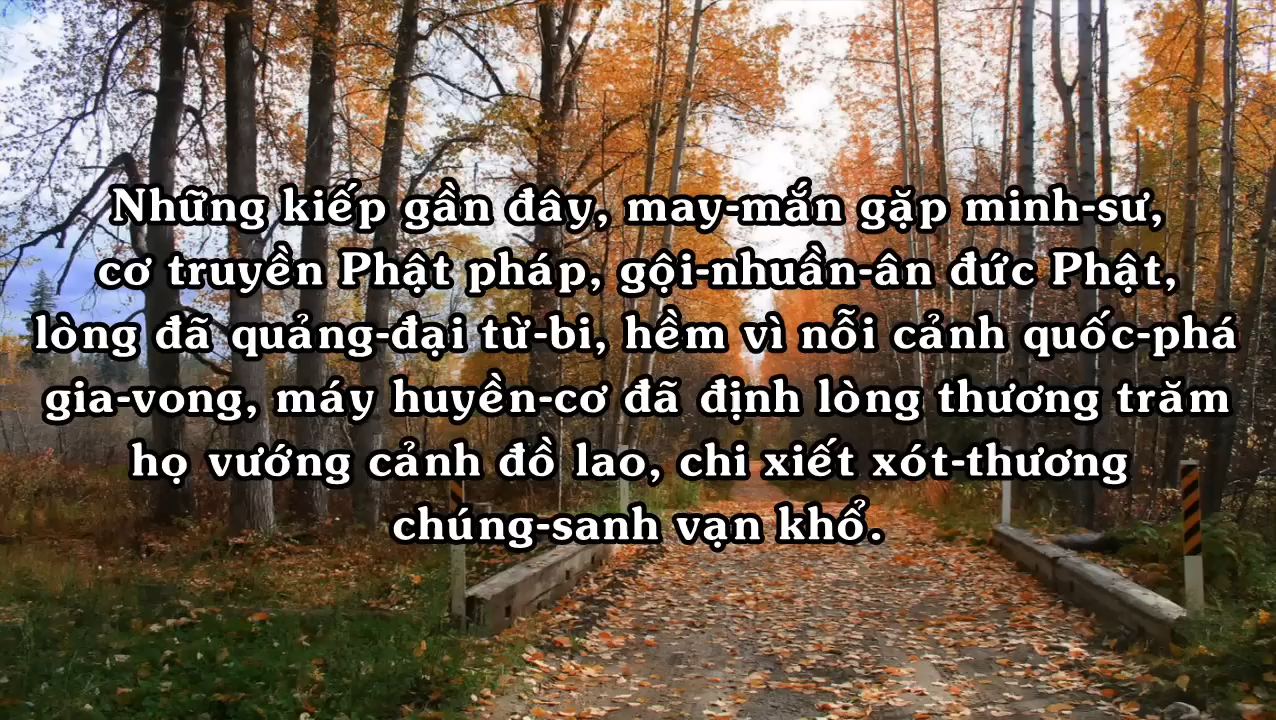 Những kiếp gần đây, may-mắn gặp minh-sư,
cơ truyền Phật pháp, gội-nhuần-ân đức Phật,
lòng đã quảng-đại từ-bi, hềm vì nỗi cảnh quốc-phá
gia-vong, máy huyền-cơ đã định lòng thương trăm
họ vướng cảnh đồ lao, chi xiết xót-thương
chúng-sanh vạn khổ.